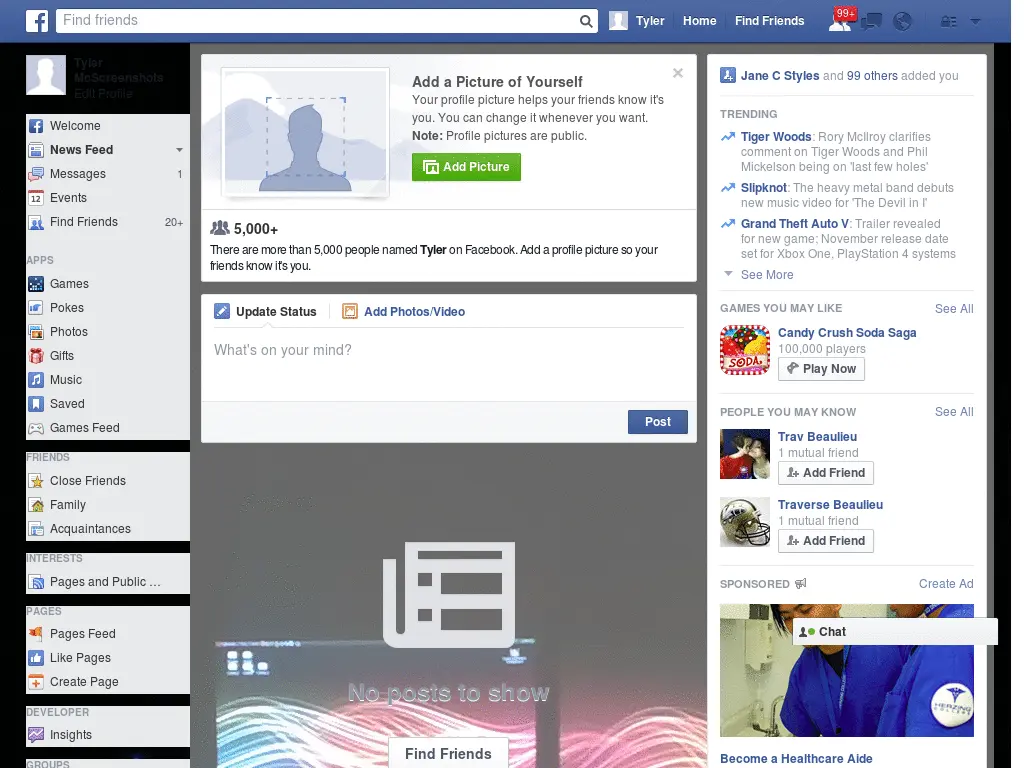 Find friends
Tyler
Home
Find Friends
99+
Tyler
McScreenshots
Edit Profile
Welcome
News Feed
Messages 1
Events
Find Friends 20+
APPS
Games
Pokes
Photos
Gifts
Music
Saved
Games Feed
FRIENDS
Close Friends
Family
Acquaintances
INTERESTS
Pages and Public ...
PAGES
Pages Feed
Like Pages
Create Page
DEVELOPER
Insights
GROUPS
Add a Picture of Yourself
Your profile picture helps your friends know it's
you. You can change it whenever you want.
Note: Profile pictures are public.
Add Picture
5,000+
There are more than 5,000 people named Tyler on Facebook. Add a profile picture so your
friends know it's you.
Update Status
Add Photos/Video
What's on your mind?
Post
No posts to show
Find Friends
Jane C Styles and 99 others added you
TRENDING
Tiger Woods: Rory McIlroy clarifies
comment on Tiger Woods and Phil
Mickelson being on 'last few holes'
Slipknot: The heavy metal band debuts
new music video for 'The Devil in I'
Grand Theft Auto V: Trailer revealed
for new game; November release date
set for Xbox One, PlayStation 4 systems
See More
GAMES YOU MAY LIKE See All
SODA
Candy Crush Soda Saga
100,000 players
Play Now
PEOPLE YOU MAY KNOW See All
Trav Beaulieu
1 mutual friend
Add Friend
Traverse Beaulieu
1 mutual friend
Add Friend
SPONSORED Create Ad
Chat
HERZING
COLLEGE
Become a Healthcare Aide